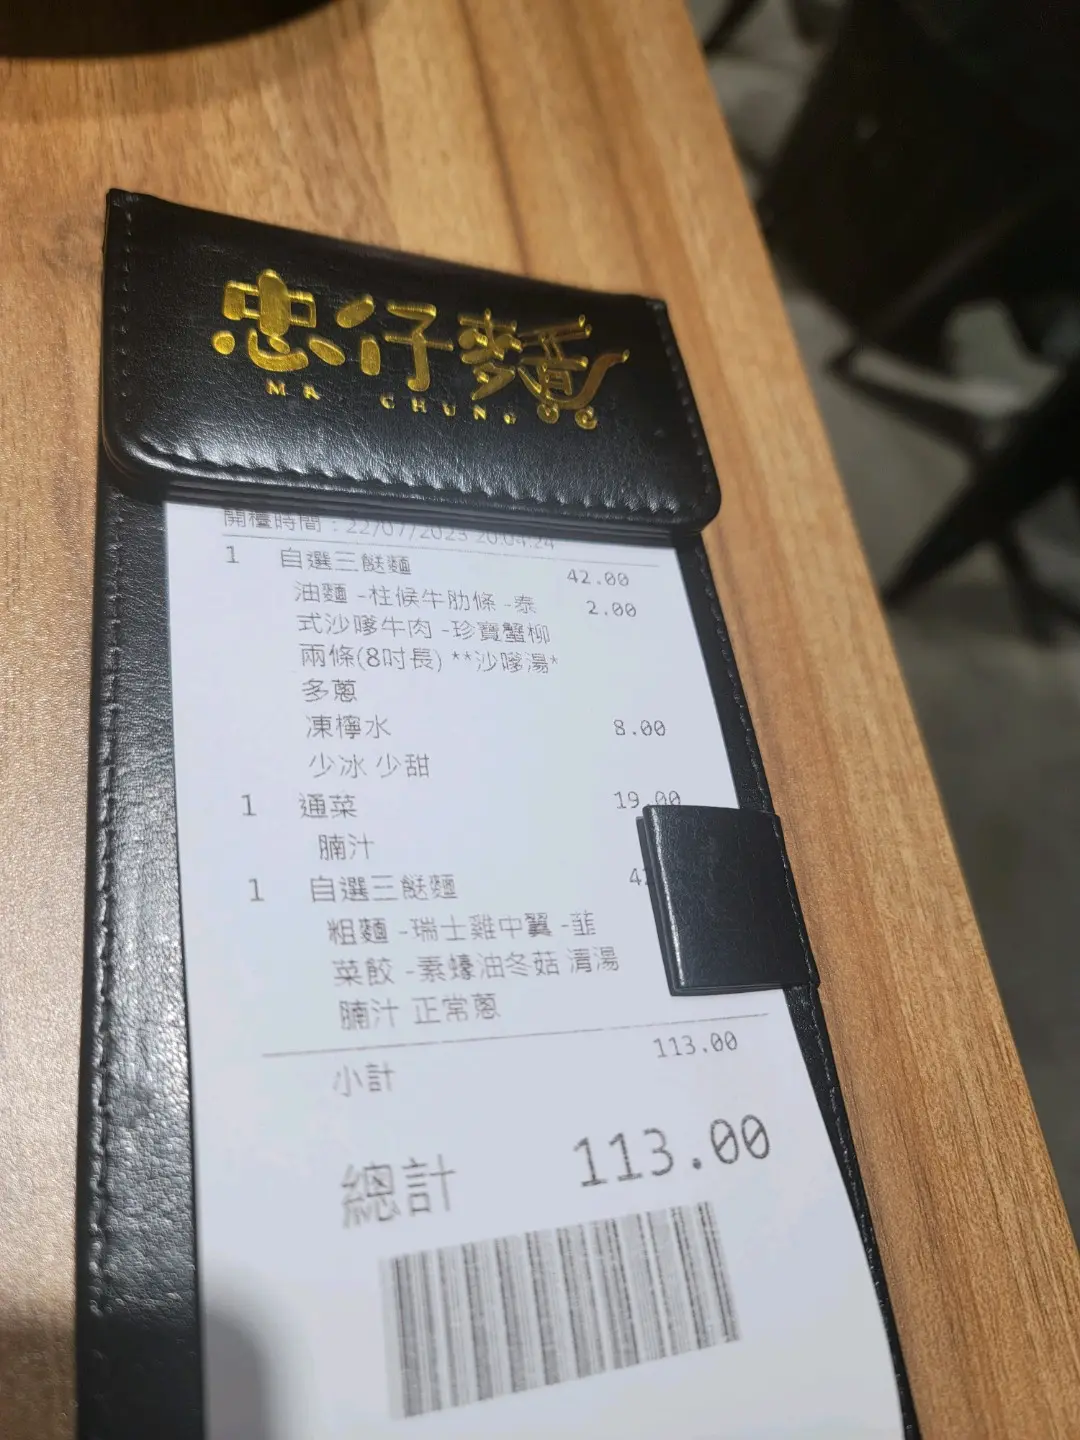 忠仔麵
MR. CHUNG
開檯時間：22/07/2023 20:04:24
1 自選三餸麵 42.00
油麵 -柱候牛肋條 -泰 2.00
式沙嗲牛肉 -珍寶蟹柳
兩條(8吋長) **沙嗲湯*
多蔥
凍檸水 8.00
少冰 少甜
1 通菜 19.00
腩汁
1 自選三餸麵 4
粗麵 -瑞士雞中翼 -韮
菜餃 -素蠔油冬菇 清湯
腩汁 正常蔥
小計 113.00
總計 113.00